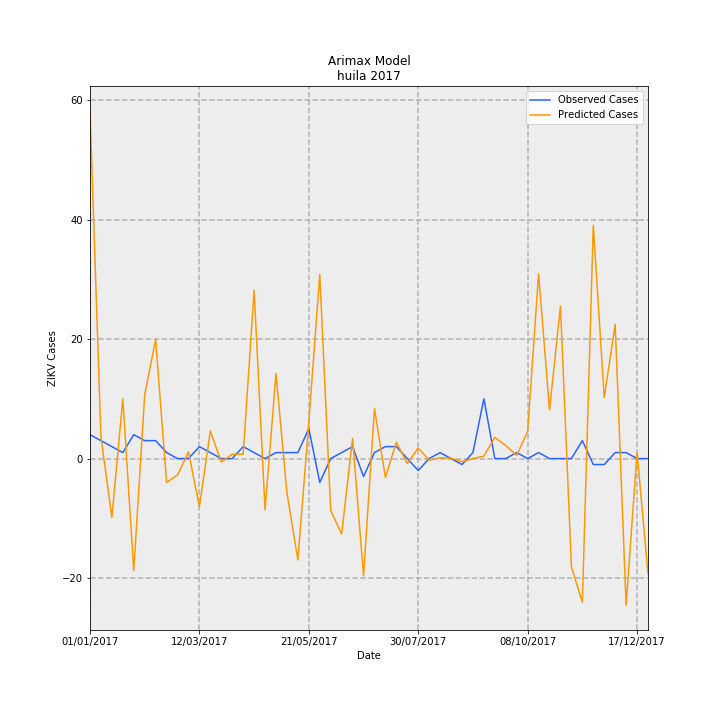 Arimax Model
huila 2017
Observed Cases
Predicted Cases
60
40
20
0
−20
ZIKV Cases
01/01/2017
12/03/2017
21/05/2017
30/07/2017
08/10/2017
17/12/2017
Date